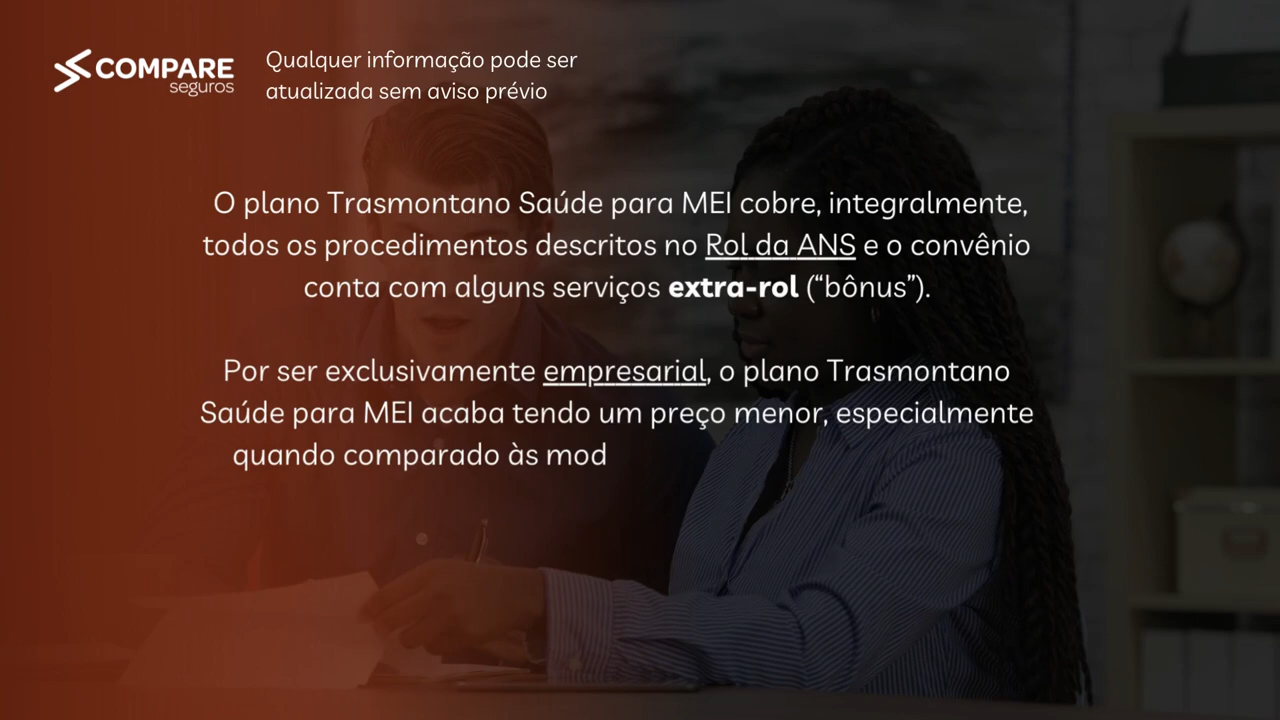 COMPARE
seguros
Qualquer informação pode ser
atualizada sem aviso prévio
O plano Trasmontano Saúde para MEI cobre, integralmente,
todos os procedimentos descritos no Rol da ANS e o convênio
conta com alguns serviços extra-rol (“bônus”).
Por ser exclusivamente empresarial, o plano Trasmontano
Saúde para MEI acaba tendo um preço menor, especialmente
quando comparado às mod